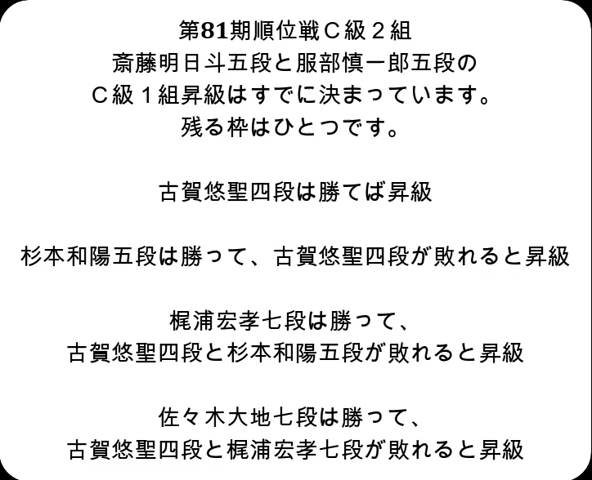 第81期順位戦Ｃ級２組
斎藤明日斗五段と服部慎一郎五段の
Ｃ級１組昇級はすでに決まっています。
残る枠はひとつです。
古賀悠聖四段は勝てば昇級
杉本和陽五段は勝って、古賀悠聖四段が敗れると昇級
梶浦宏孝七段は勝って、
古賀悠聖四段と杉本和陽五段が敗れると昇級
佐々木大地七段は勝って、
古賀悠聖四段と梶浦宏孝七段が敗れると昇級